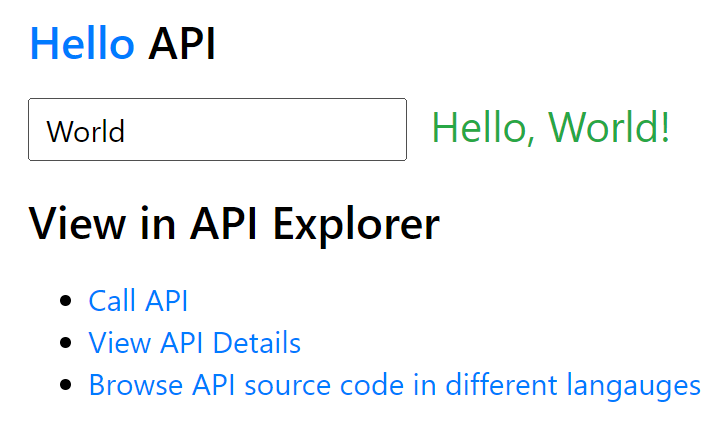 Hello API
World
Hello, World!
View in API Explorer
Call API
View API Details
Browse API source code in different langauges